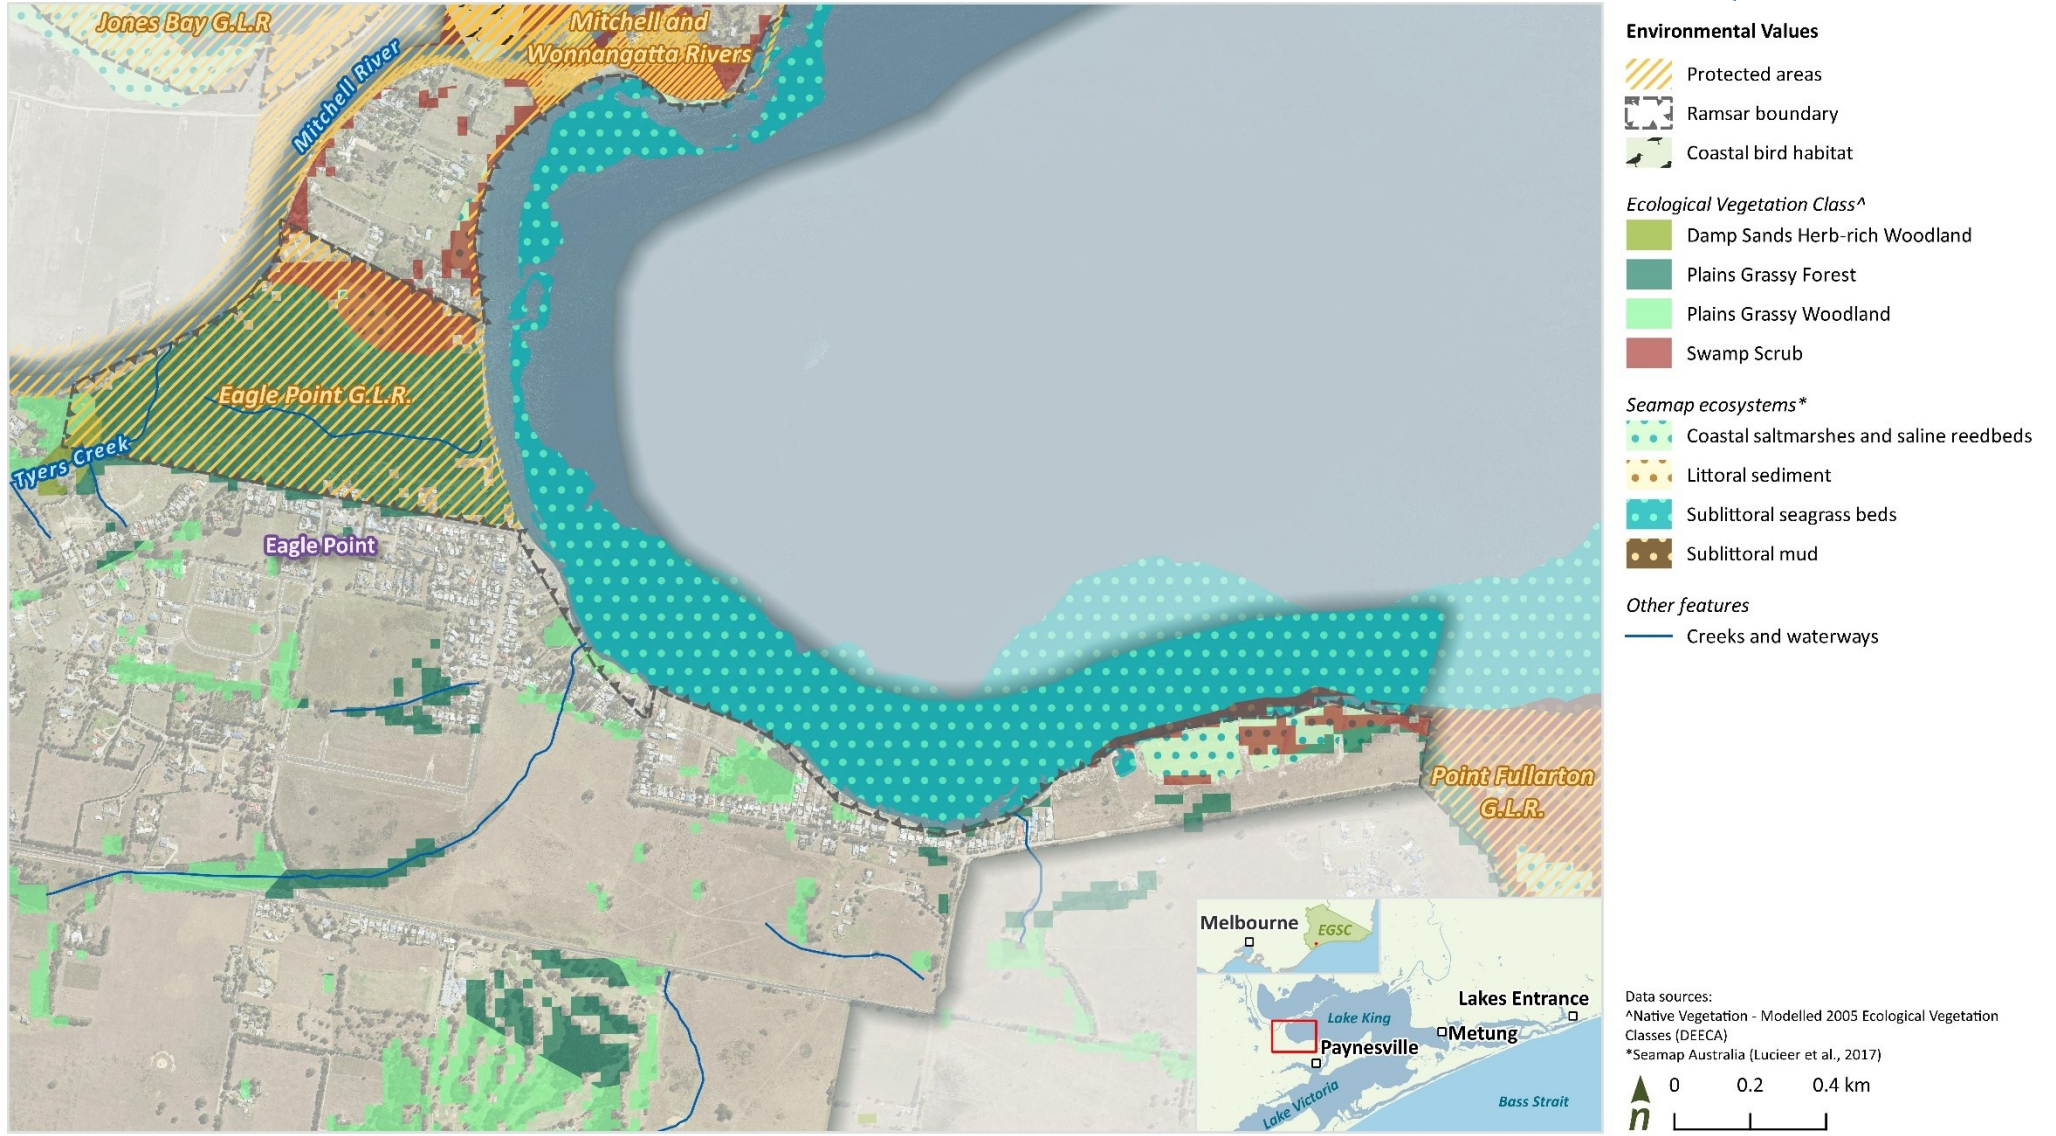 Jones Bay G.L.R
Mitchell and
Wonnangatta Rivers
Mitchell River
Eagle Point G.L.R.
Tyers Creek
Eagle Point
Point Fullarton
G.L.R.
Melbourne
EGSC
Lakes Entrance
Lake King
Metung
Paynesville
Lake Victoria
Bass Strait
Environmental Values
Protected areas
Ramsar boundary
Coastal bird habitat
Ecological Vegetation Class^
Damp Sands Herb-rich Woodland
Plains Grassy Forest
Plains Grassy Woodland
Swamp Scrub
Seamap ecosystems*
Coastal saltmarshes and saline reedbeds
Littoral sediment
Sublittoral seagrass beds
Sublittoral mud
Other features
Creeks and waterways
Data sources:
^Native Vegetation - Modelled 2005 Ecological Vegetation
Classes (DEECA)
*Seamap Australia (Lucieer et al., 2017)
0 0.2 0.4 km
n